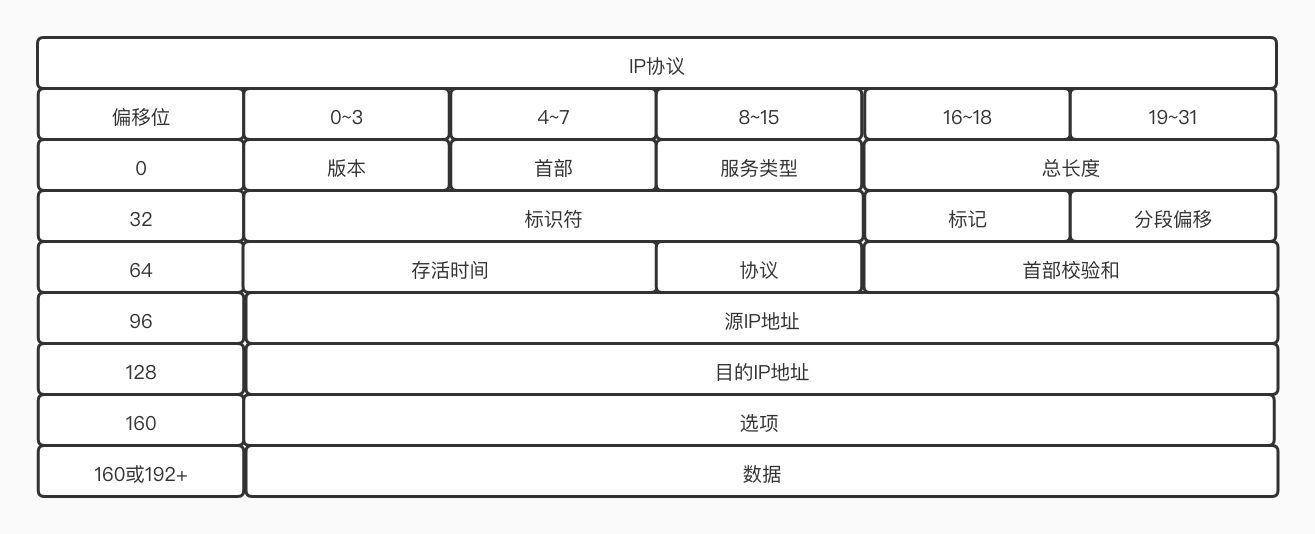 IP协议
偏移位 0~3 4~7 8~15 16~18 19~31
0 版本 首部 服务类型 总长度
32 标识符 标记 分段偏移
64 存活时间 协议 首部校验和
96 源IP地址
128 目的IP地址
160 选项
160或192+ 数据